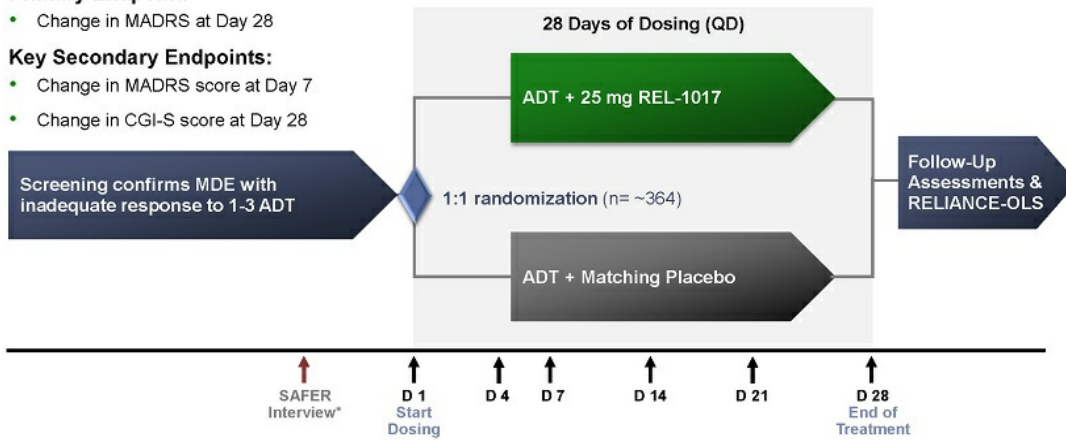 • Change in MADRS at Day 28
Key Secondary Endpoints:
• Change in MADRS score at Day 7
• Change in CGI-S score at Day 28
28 Days of Dosing (QD)
ADT + 25 mg REL-1017
Screening confirms MDE with
inadequate response to 1-3 ADT
1:1 randomization (n= ~364)
ADT + Matching Placebo
Follow-Up
Assessments &
RELIANCE-OLS
SAFER
Interview*
D 1
Start
Dosing
D 4
D 7
D 14
D 21
D 28
End of
Treatment